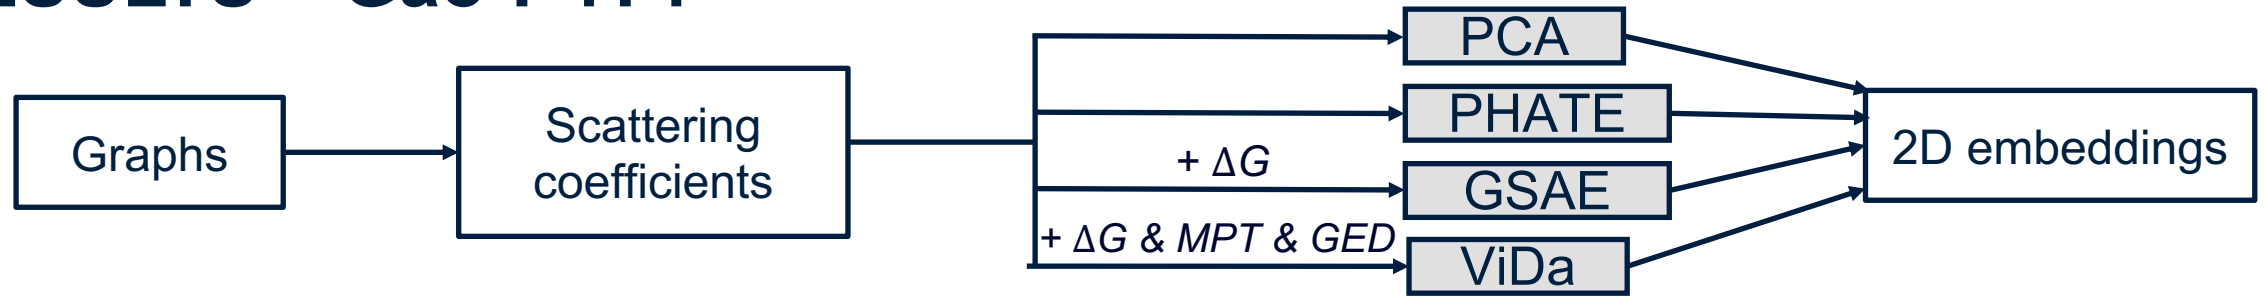 PCA
PHATE
Graphs
Scattering
coefficients
+ ΔG
GSAE
2D embeddings
+ ΔG & MPT & GED
ViDa